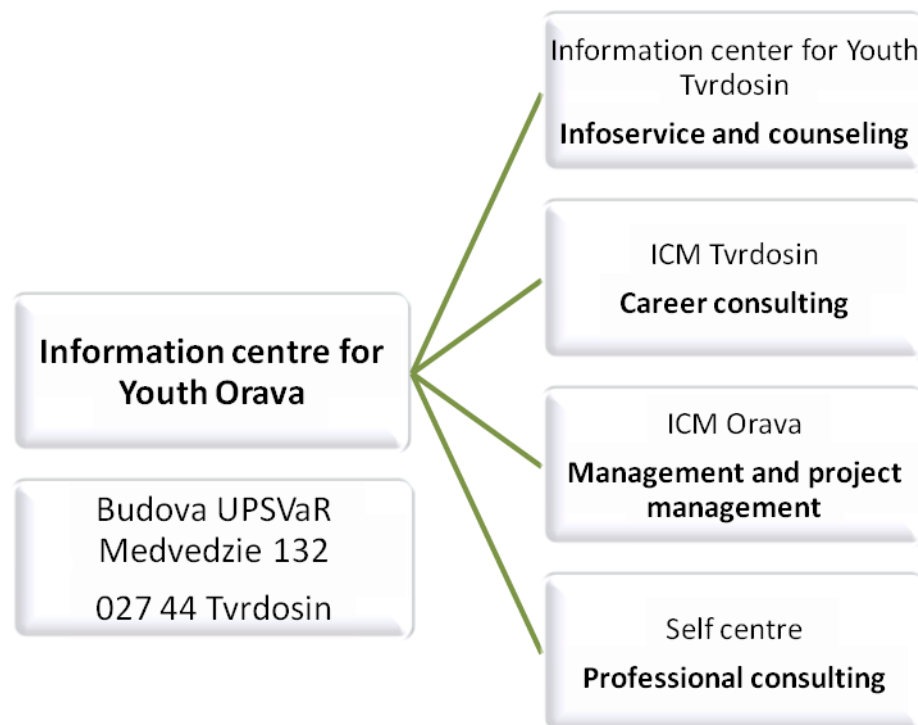 Information centre for
Youth Orava
Budova UPSVaR
Medvedzie 132
027 44 Tvrdosin
Information center for Youth
Tvrdosin
Infoservice and counseling
ICM Tvrdosin
Career consulting
ICM Orava
Management and project
management
Self centre
Professional consulting